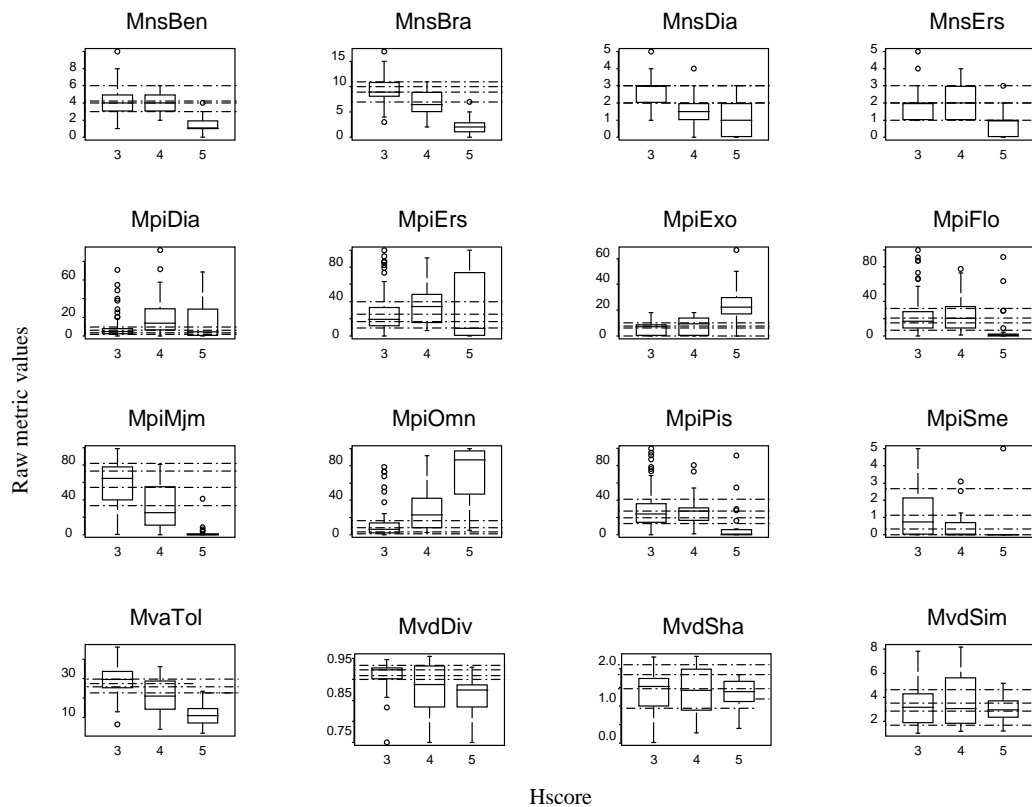 MnsBen MnsBra MnsDia MnsErs
10 8 6 4 2 0
3 4 5
15 10 5 0
3 4 5
5 4 3 2 1 0
3 4 5
5 4 3 2 1 0
3 4 5
MpiDia MpiErs MpiExo MpiFlo
60 40 20 0
3 4 5
80 40 0
3 4 5
60 40 20 0
3 4 5
80 40 0
3 4 5
Raw metric values
MpiMjm MpiOmn MpiPis MpiSme
80 40 0
3 4 5
80 40 0
3 4 5
80 40 0
3 4 5
5 4 3 2 1 0
3 4 5
MvaTol MvdDiv MvdSha MvdSim
30 10
3 4 5
0.95 0.85 0.75
3 4 5
2.0 1.0 0.0
3 4 5
8 6 4 2
3 4 5
Hscore